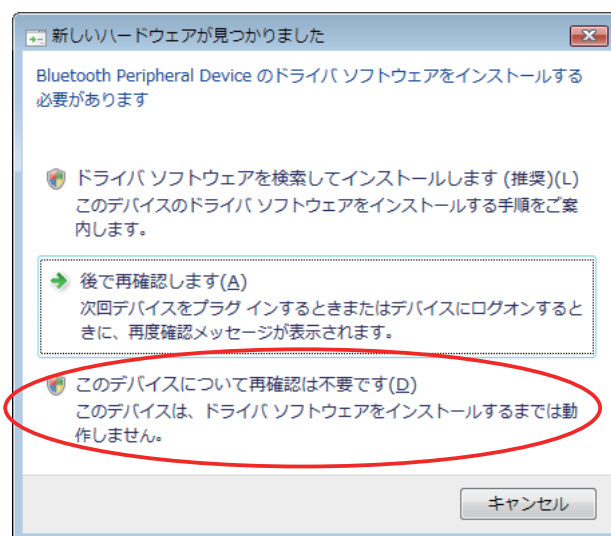 新しいハードウェアが見つかりました
Bluetooth Peripheral Device のドライバ ソフトウェアをインストールする
必要があります
ドライバ ソフトウェアを検索してインストールします (推奨)(L)
このデバイスのドライバ ソフトウェアをインストールする手順をご案
内します。
後で再確認します(A)
次回デバイスをプラグ インするときまたはデバイスにログオンすると
きに、再度確認メッセージが表示されます。
このデバイスについて再確認は不要です(D)
このデバイスは、ドライバ ソフトウェアをインストールするまでは動
作しません。
キャンセル